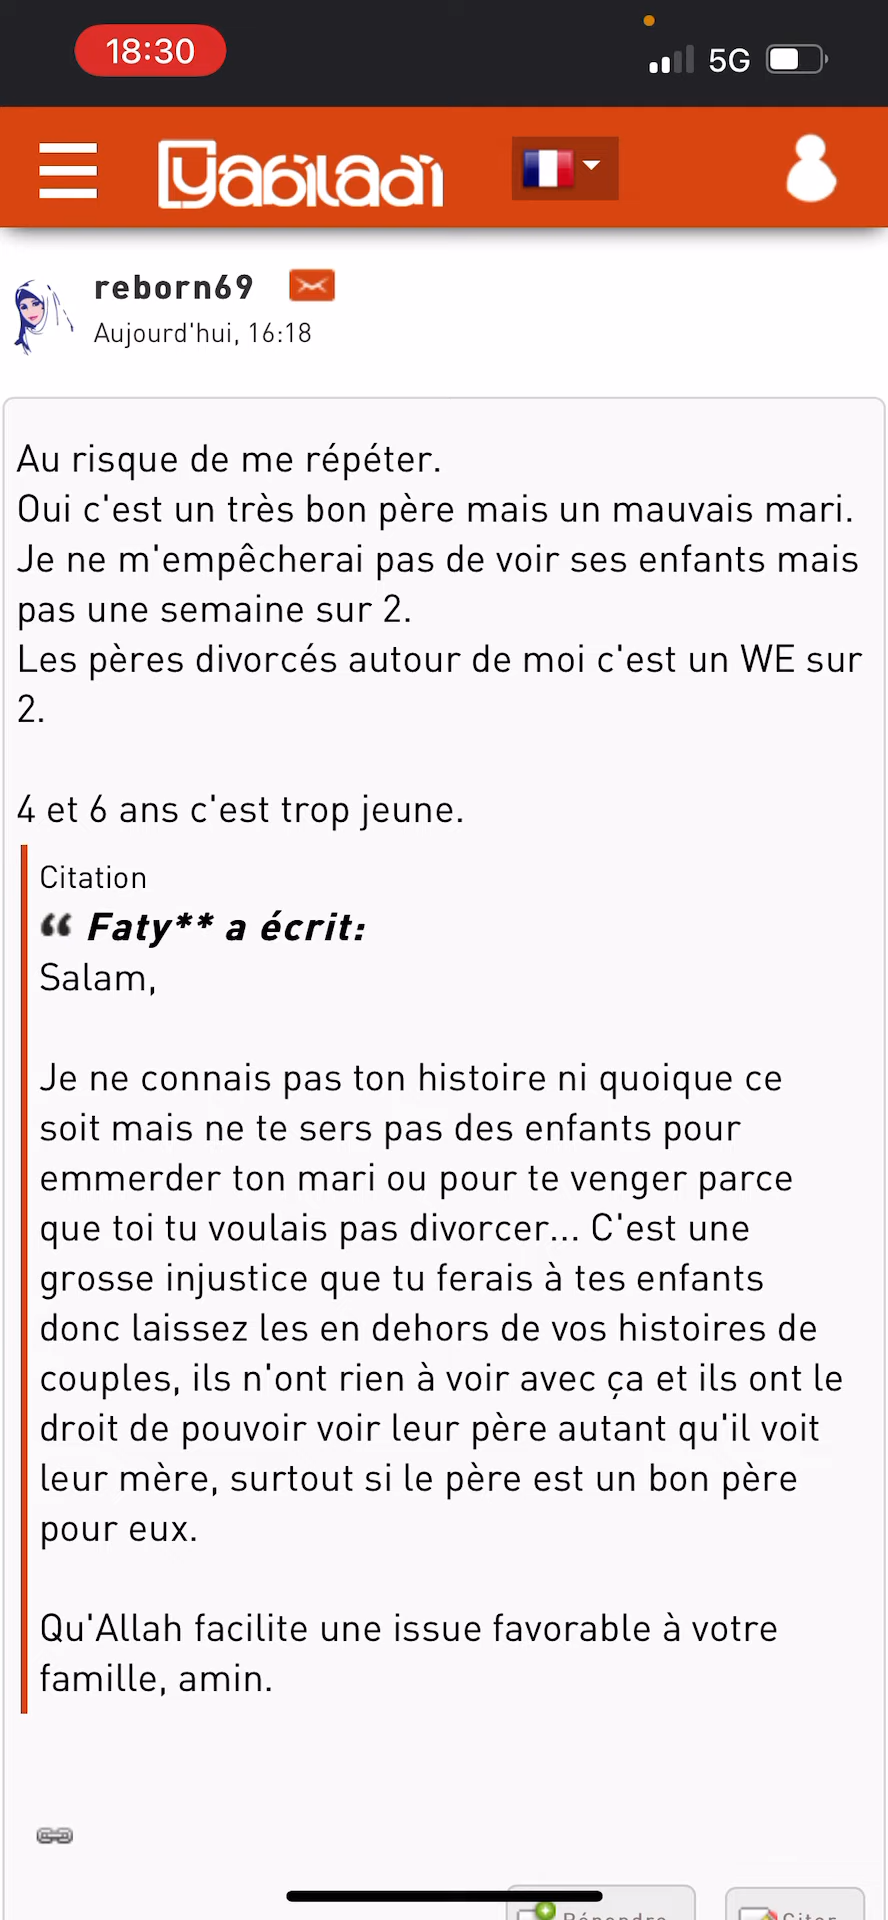 18:30
5G
Yabiladi
reborn69
Aujourd'hui, 16:18
Au risque de me répéter.
Oui c'est un très bon père mais un mauvais mari.
Je ne m'empêcherai pas de voir ses enfants mais
pas une semaine sur 2.
Les pères divorcés autour de moi c'est un WE sur
2.
4 et 6 ans c'est trop jeune.
Citation
“ Faty** a écrit:
Salam,
Je ne connais pas ton histoire ni quoique ce
soit mais ne te sers pas des enfants pour
emmerder ton mari ou pour te venger parce
que toi tu voulais pas divorcer... C'est une
grosse injustice que tu ferais à tes enfants
donc laissez les en dehors de vos histoires de
couples, ils n'ont rien à voir avec ça et ils ont le
droit de pouvoir voir leur père autant qu'il voit
leur mère, surtout si le père est un bon père
pour eux.
Qu'Allah facilite une issue favorable à votre
famille, amin.
Répondre
Citer